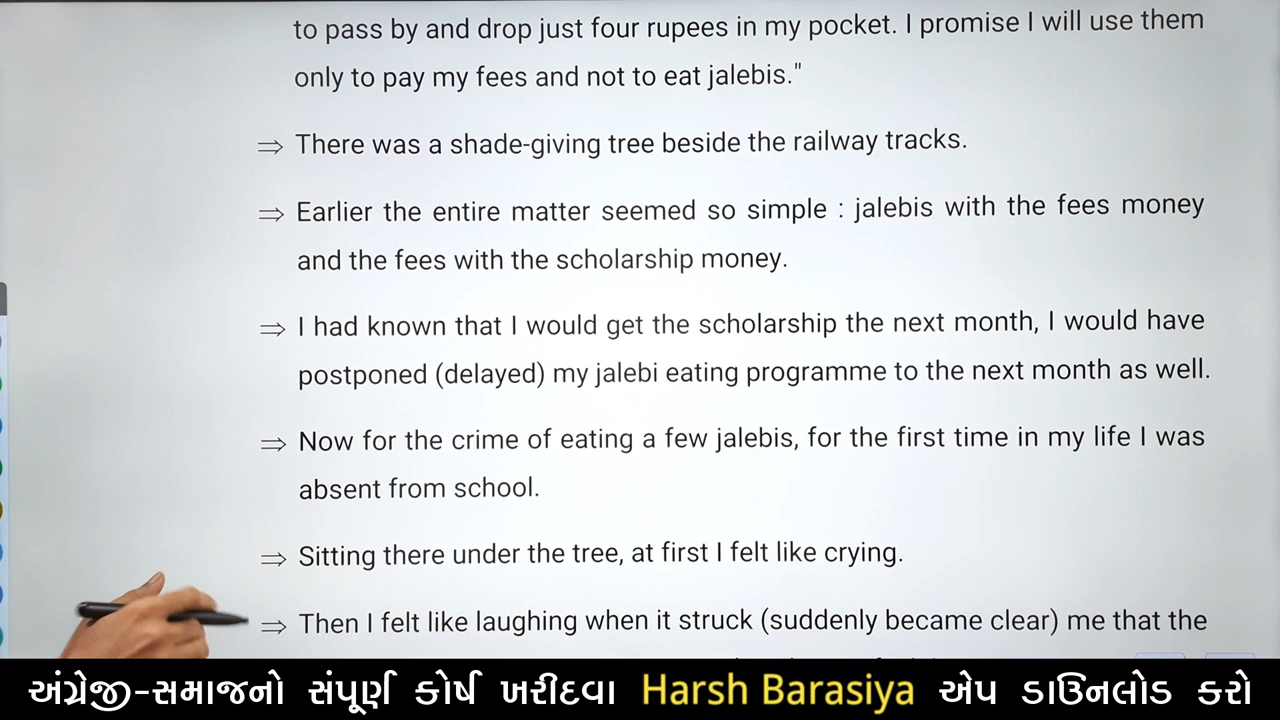 to pass by and drop just four rupees in my pocket. I promise I will use them
only to pay my fees and not to eat jalebis."
⇒ There was a shade-giving tree beside the railway tracks.
⇒ Earlier the entire matter seemed so simple : jalebis with the fees money
and the fees with the scholarship money.
⇒ I had known that I would get the scholarship the next month, I would have
postponed (delayed) my jalebi eating programme to the next month as well.
⇒ Now for the crime of eating a few jalebis, for the first time in my life I was
absent from school.
⇒ Sitting there under the tree, at first I felt like crying.
⇒ Then I felt like laughing when it struck (suddenly became clear) me that the
અંગ્રેજી-સમાજનો સંપૂર્ણ કોર્ષ ખરીદવા Harsh Barasiya એપ ડાઉનલોડ કરો